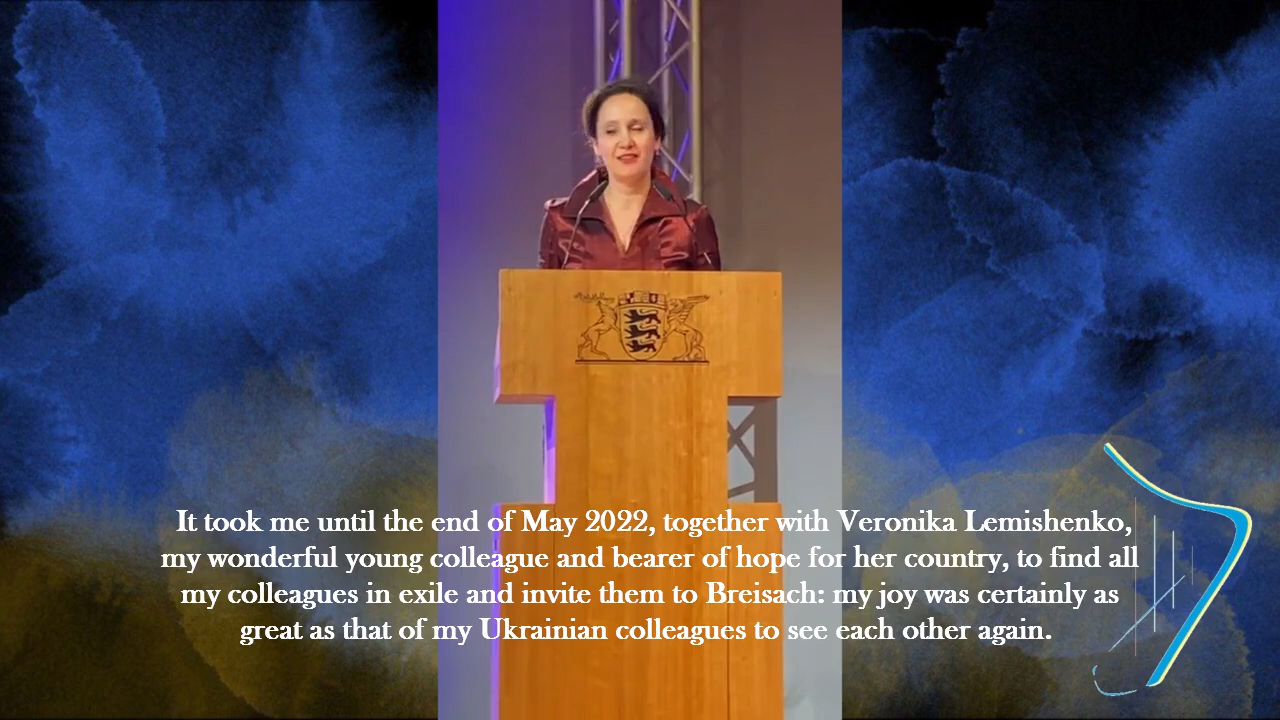 It took me until the end of May 2022, together with Veronika Lemishenko,
my wonderful young colleague and bearer of hope for her country, to find all
my colleagues in exile and invite them to Breisach: my joy was certainly as
great as that of my Ukrainian colleagues to see each other again.